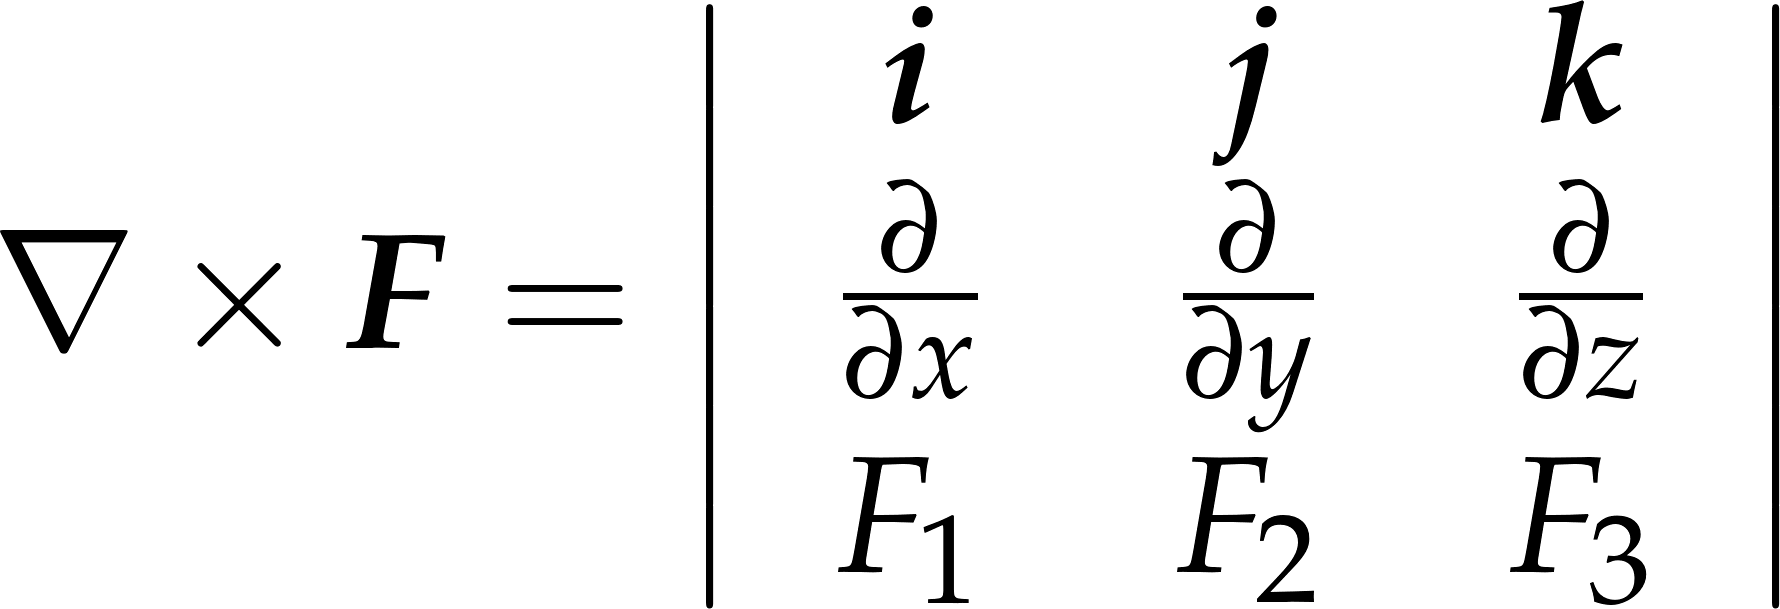 i j k
∂ ∂ ∂
∇ × F =
∂x ∂y ∂z
F₁ F₂ F₃